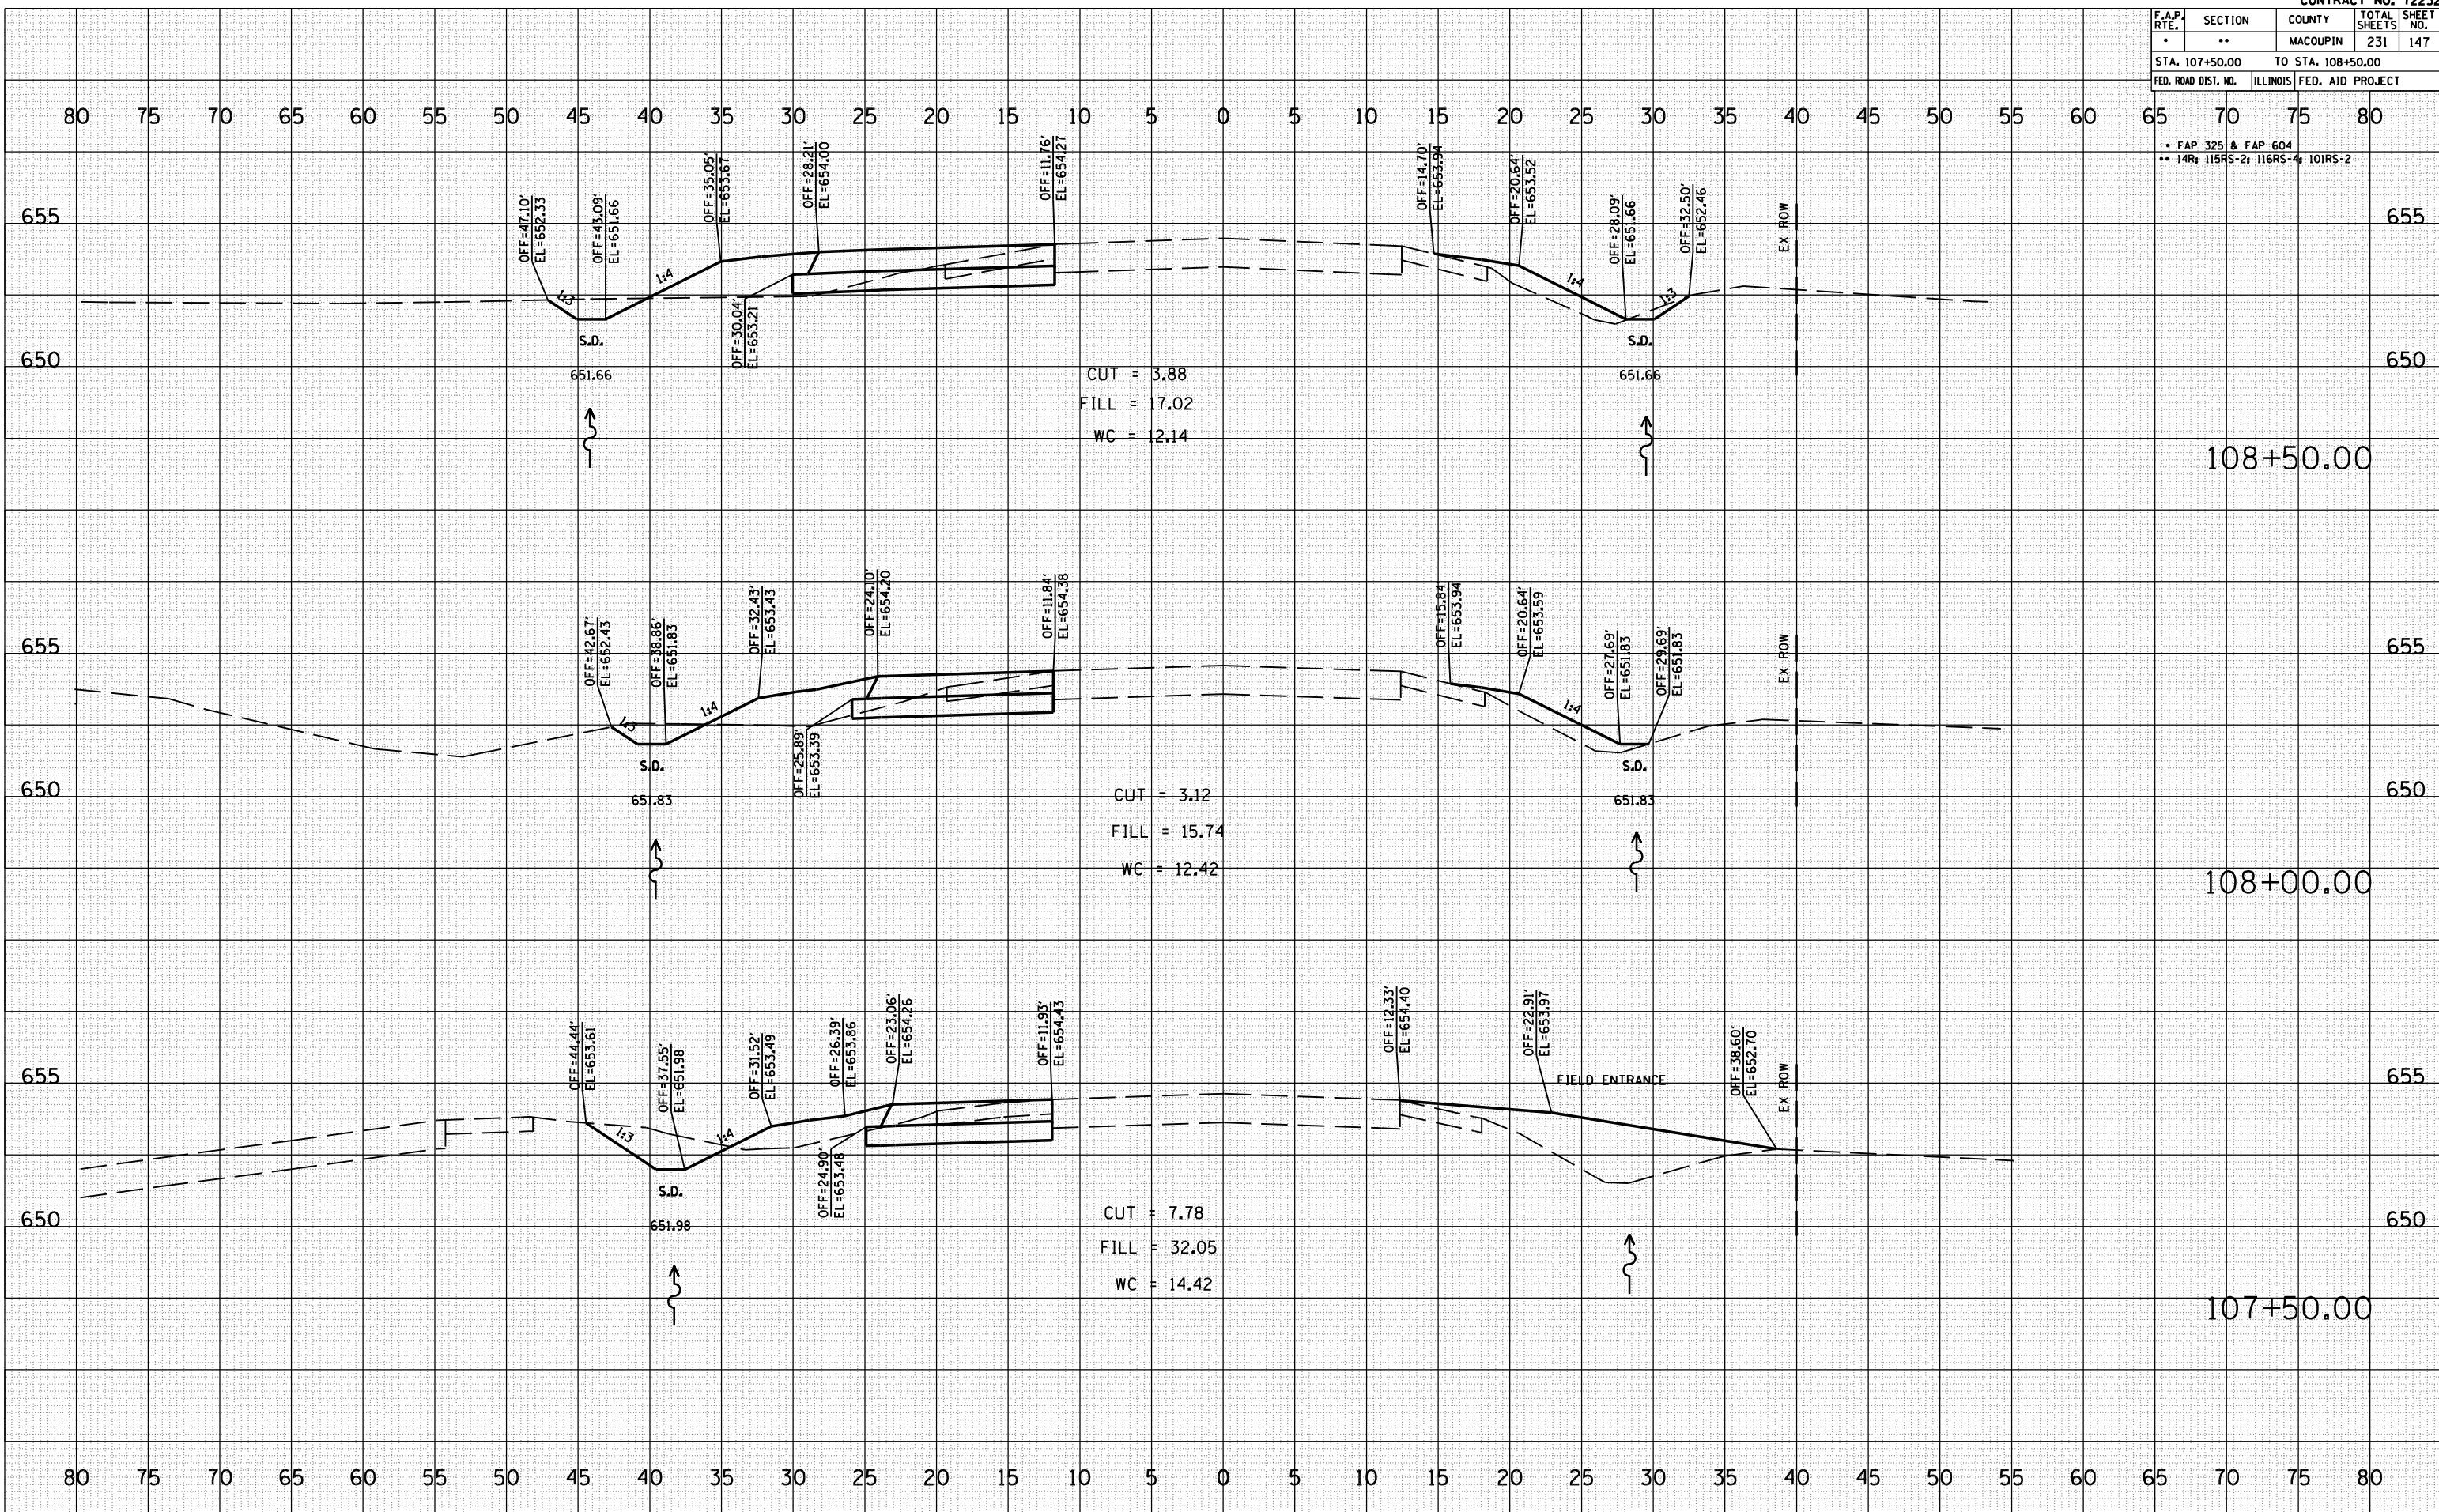 CONTRACT NO. 72252
F.A.P. RTE. SECTION COUNTY TOTAL SHEETS SHEET NO.
• •• MACOUPIN 231 147
STA. 107+50.00 TO STA. 108+50.00
FED. ROAD DIST. NO. ILLINOIS FED. AID PROJECT
80 75 70 65 60 55 50 45 40 35 30 25 20 15 10 5 0 5 10 15 20 25 30 35 40 45 50 55 60 65 70 75 80
• FAP 325 & FAP 604
•• 14R; 115RS-2; 116RS-4; 101RS-2
OFF=47.10'
EL=652.33
OFF=43.09'
EL=651.66
OFF=35.05'
EL=653.67
OFF=28.21'
EL=654.00
OFF=11.76'
EL=654.27
OFF=14.70'
EL=653.94
OFF=20.64'
EL=653.52
OFF=28.09'
EL=651.66
OFF=32.50'
EL=652.46
EX ROW
655 655
1:3 1:4 1:4 1:3
OFF=30.04'
EL=653.21
S.D. S.D.
650 650
651.66 651.66
CUT = 3.88
FILL = 17.02
WC = 12.14
108+50.00
OFF=42.67'
EL=652.43
OFF=38.86'
EL=651.83
OFF=32.43'
EL=653.43
OFF=24.10'
EL=654.20
OFF=11.84'
EL=654.38
OFF=15.84'
EL=653.94
OFF=20.64'
EL=653.59
OFF=27.69'
EL=651.83
OFF=29.69'
EL=651.83
EX ROW
655 655
1:3 1:4 1:4
OFF=25.89'
EL=653.39
S.D. S.D.
650 650
651.83 651.83
CUT = 3.12
FILL = 15.74
WC = 12.42
108+00.00
OFF=44.44'
EL=653.61
OFF=37.55'
EL=651.98
OFF=31.52'
EL=653.49
OFF=26.39'
EL=653.86
OFF=23.06'
EL=654.26
OFF=11.93'
EL=654.43
OFF=12.33'
EL=654.40
OFF=22.91'
EL=653.97
FIELD ENTRANCE
OFF=38.60'
EL=652.70
EX ROW
655 655
1:3 1:4
OFF=24.90'
EL=653.48
S.D.
650 650
651.98
CUT = 7.78
FILL = 32.05
WC = 14.42
107+50.00
80 75 70 65 60 55 50 45 40 35 30 25 20 15 10 5 0 5 10 15 20 25 30 35 40 45 50 55 60 65 70 75 80